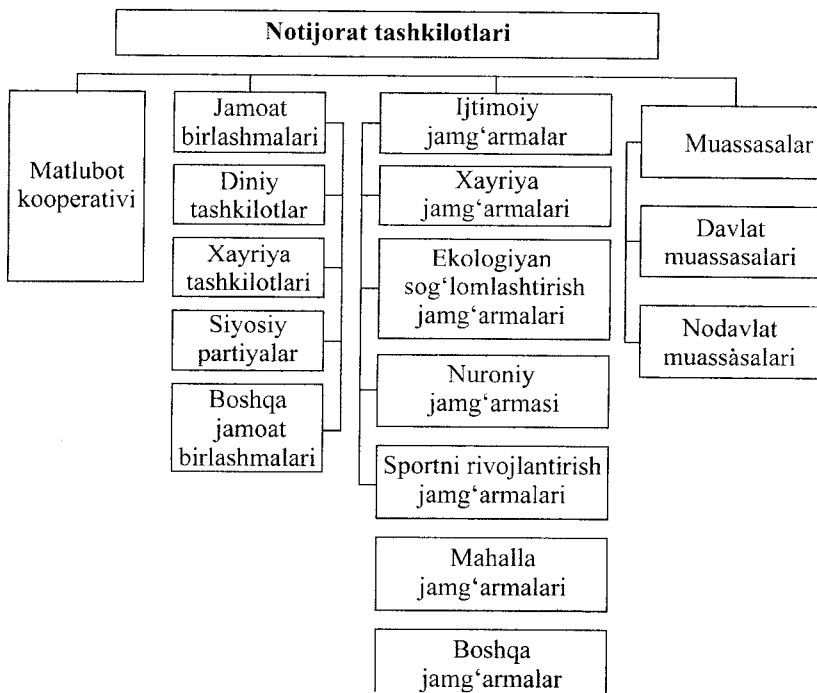 Notijorat tashkilotlari
Matlubot
kooperativi
Jamoat
birlashmalari
Diniy
tashkilotlar
Xayriya
tashkilotlari
Siyosiy
partiyalar
Boshqa
jamoat
birlashmalari
Ijtimoiy
jamg‘armalar
Xayriya
jamg‘armalari
Ekologiyan
sog‘lomlashtirish
jamg‘armalari
Nuroniy
jamg‘armasi
Sportni rivojlantirish
jamg‘armalari
Mahalla
jamg‘armalari
Boshqa
jamg‘armalar
Muassasalar
Davlat
muassasalari
Nodavlat
muassåsalari